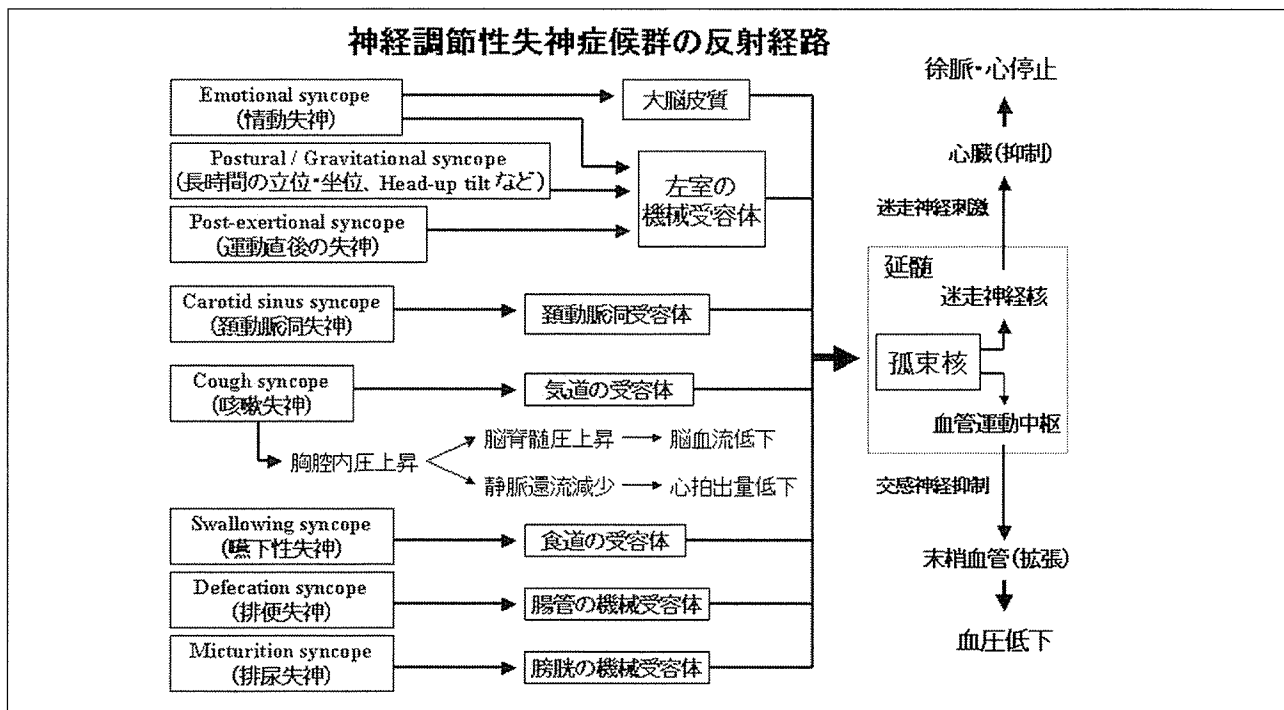 神経調節性失神症候群の反射経路
Emotional syncope
(情動失神)
大脳皮質
Postural / Gravitational syncope
(長時間の立位・坐位、Head-up tilt など)
左室の
機械受容体
Post-exertional syncope
(運動直後の失神)
Carotid sinus syncope
(頚動脈洞失神)
頚動脈洞受容体
Cough syncope
(咳嗽失神)
気道の受容体
胸腔内圧上昇
脳脊髄圧上昇
脳血流低下
静脈還流減少
心拍出量低下
Swallowing syncope
(嚥下性失神)
食道の受容体
Defecation syncope
(排便失神)
腸管の機械受容体
Micturition syncope
(排尿失神)
膀胱の機械受容体
徐脈・心停止
心臓(抑制)
迷走神経刺激
延髄
迷走神経核
孤束核
血管運動中枢
交感神経抑制
末梢血管(拡張)
血圧低下